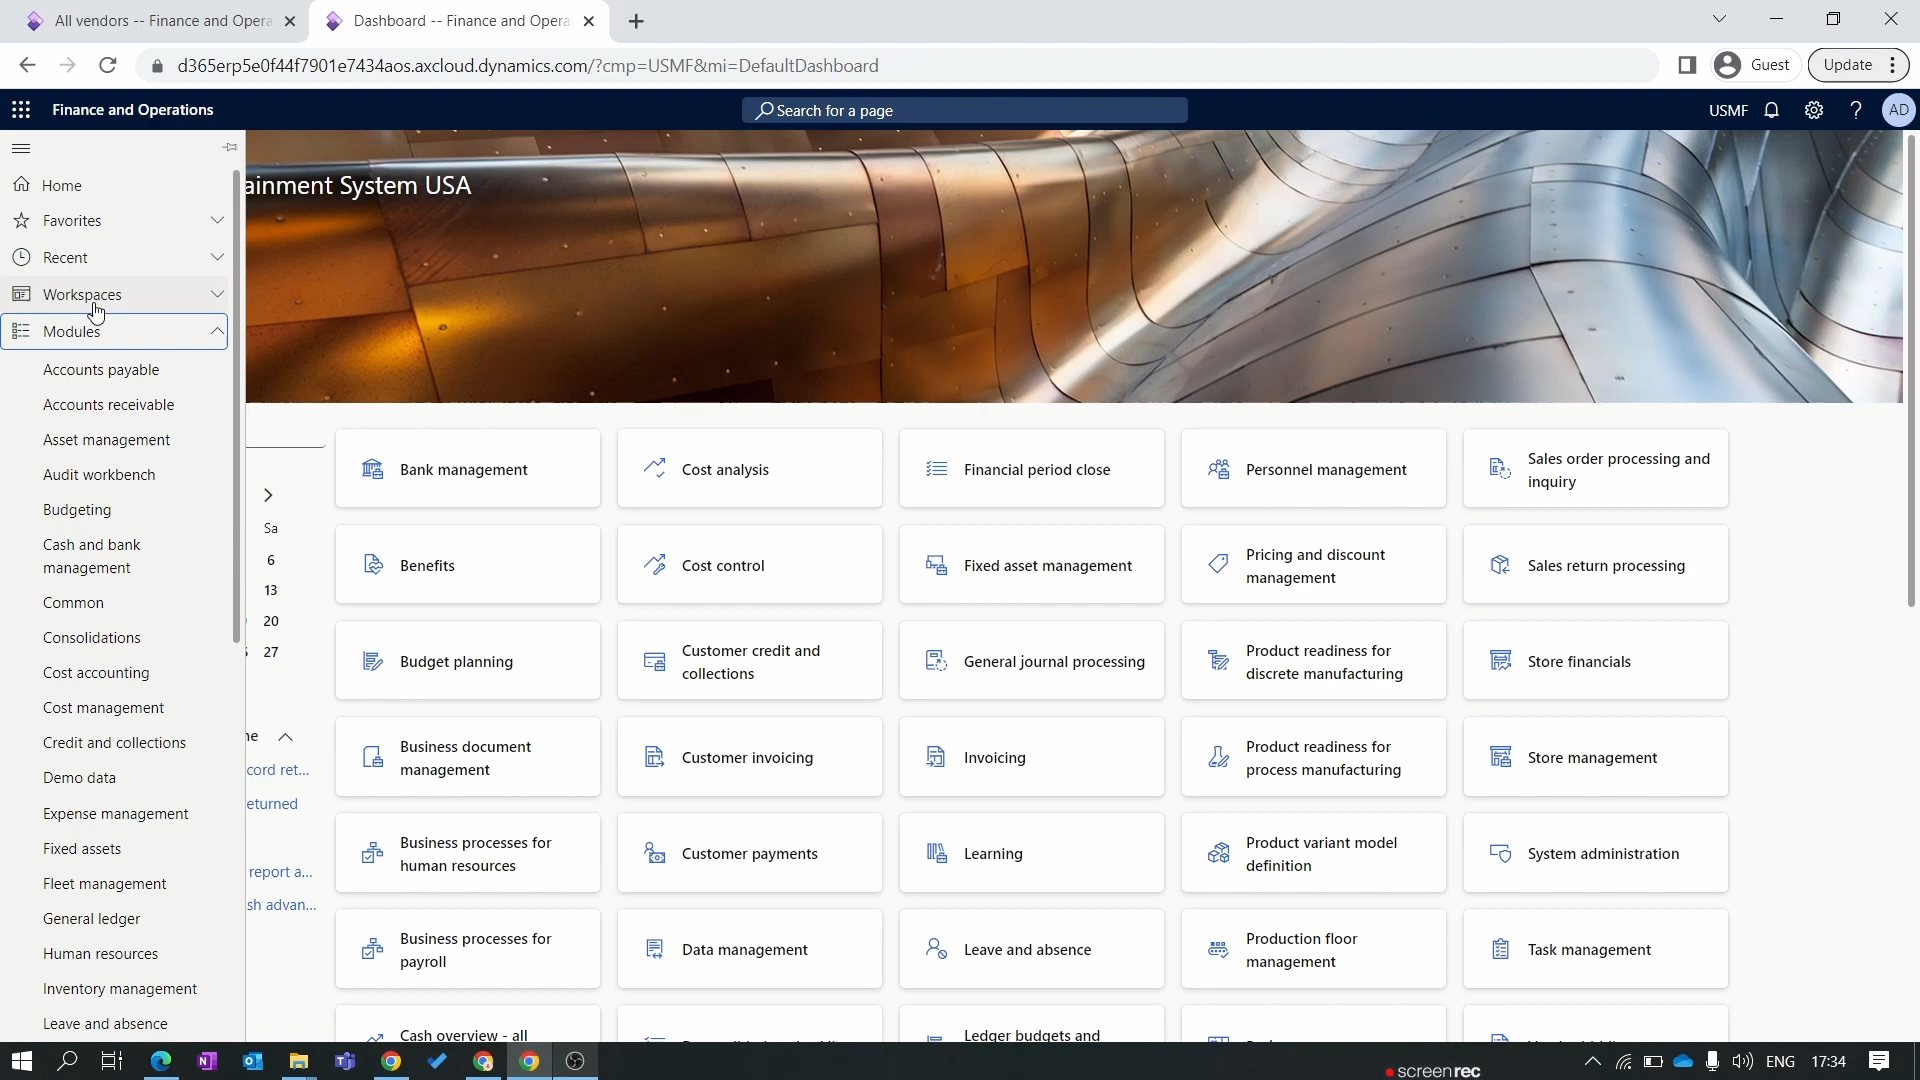 All vendors -- Finance and Opera
Dashboard -- Finance and Opera
d365erp5e0f44f7901e7434aos.axcloud.dynamics.com/?cmp=USMF&mi=DefaultDashboard
Guest
Update
Finance and Operations
Search for a page
USMF
AD
ainment System USA
Home
Favorites
Recent
Workspaces
Modules
Accounts payable
Accounts receivable
Asset management
Audit workbench
Budgeting
Cash and bank
management
Common
Consolidations
Cost accounting
Cost management
Credit and collections
Demo data
Expense management
Fixed assets
Fleet management
General ledger
Human resources
Inventory management
Leave and absence
Sa
6
13
20
27
ne
cord ret...
eturned
report a...
sh advan...
Bank management
Cost analysis
Financial period close
Personnel management
Sales order processing and
inquiry
Benefits
Cost control
Fixed asset management
Pricing and discount
management
Sales return processing
Budget planning
Customer credit and
collections
General journal processing
Product readiness for
discrete manufacturing
Store financials
Business document
management
Customer invoicing
Invoicing
Product readiness for
process manufacturing
Store management
Business processes for
human resources
Customer payments
Learning
Product variant model
definition
System administration
Business processes for
payroll
Data management
Leave and absence
Production floor
management
Task management
Cash overview - all
Ledger budgets and
ENG
17:34
screenrec